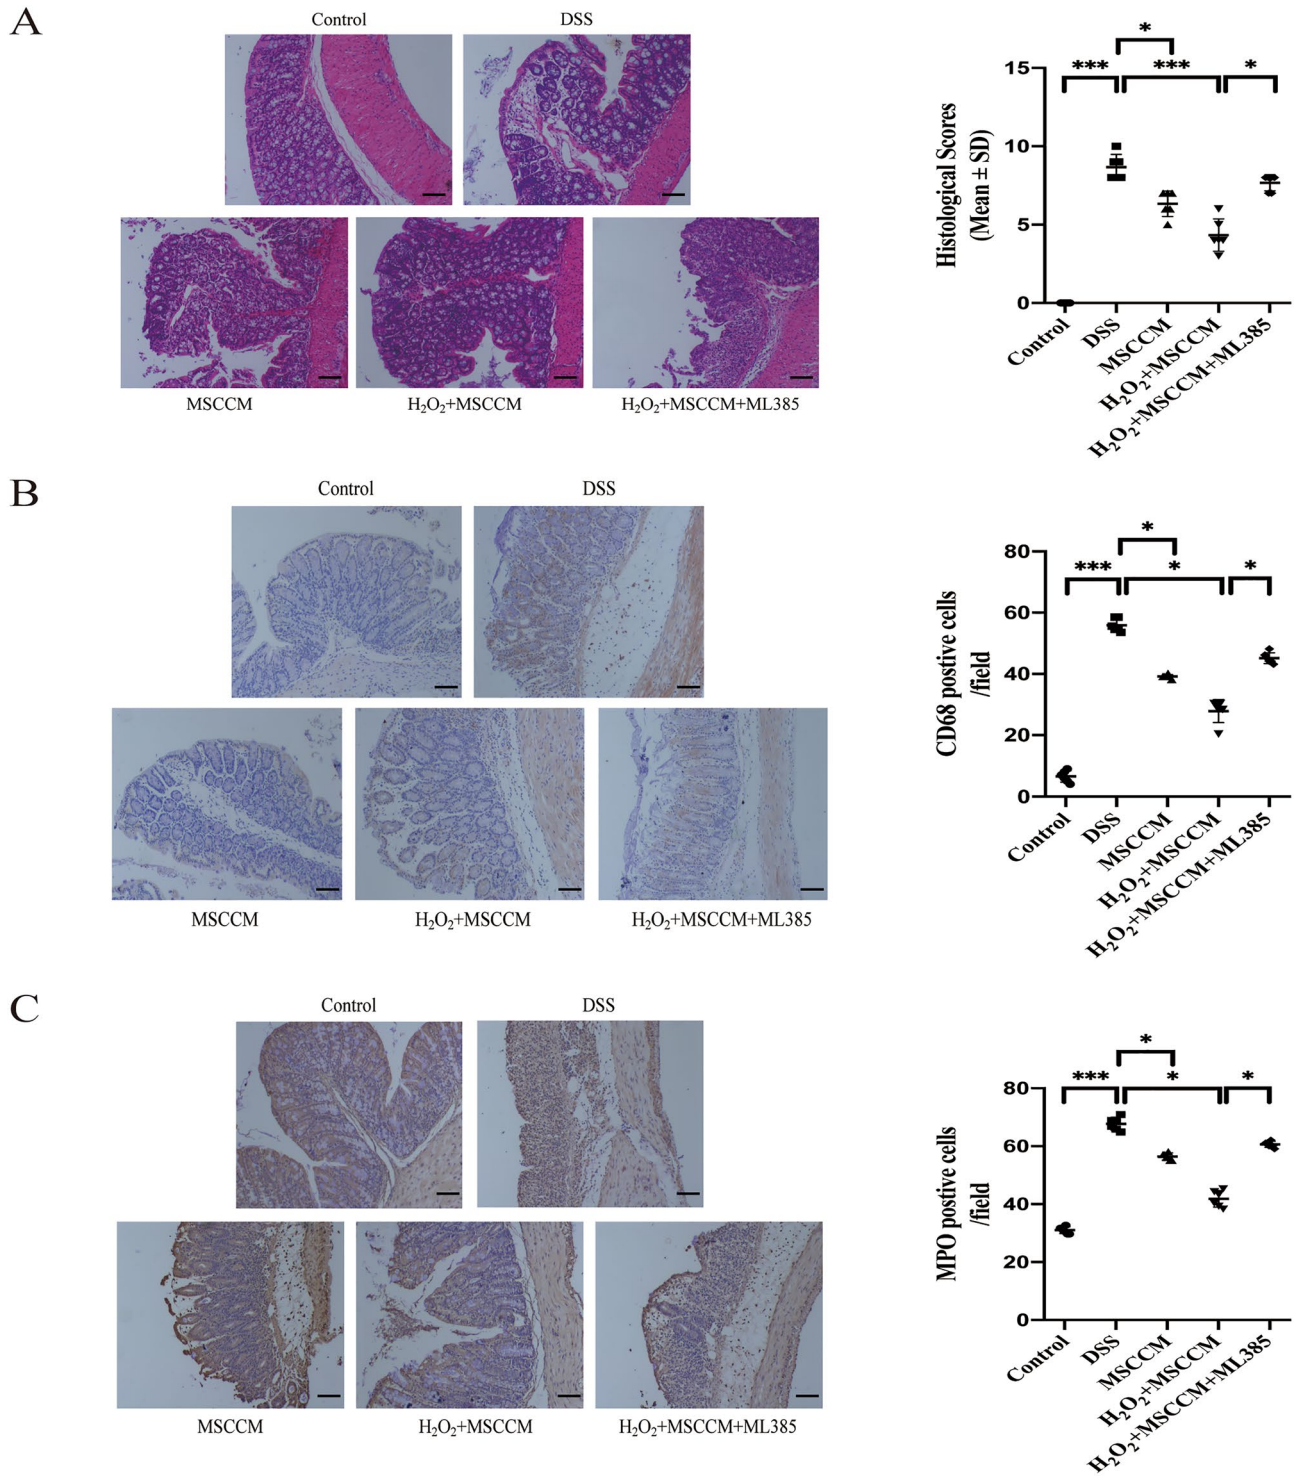 A
Control
DSS
MSCCM
H₂O₂+MSCCM
H₂O₂+MSCCM+ML385
Histological Scores
(Mean ± SD)
*
***
***
*
15
10
5
0
Control
DSS
MSCCM
H₂O₂+MSCCM
H₂O₂+MSCCM+ML385
B
Control
DSS
MSCCM
H₂O₂+MSCCM
H₂O₂+MSCCM+ML385
CD68 postive cells
/field
*
***
*
*
80
60
40
20
0
Control
DSS
MSCCM
H₂O₂+MSCCM
H₂O₂+MSCCM+ML385
C
Control
DSS
MSCCM
H₂O₂+MSCCM
H₂O₂+MSCCM+ML385
MPO postive cells
/field
*
***
*
*
80
60
40
20
0
Control
DSS
MSCCM
H₂O₂+MSCCM
H₂O₂+MSCCM+ML385